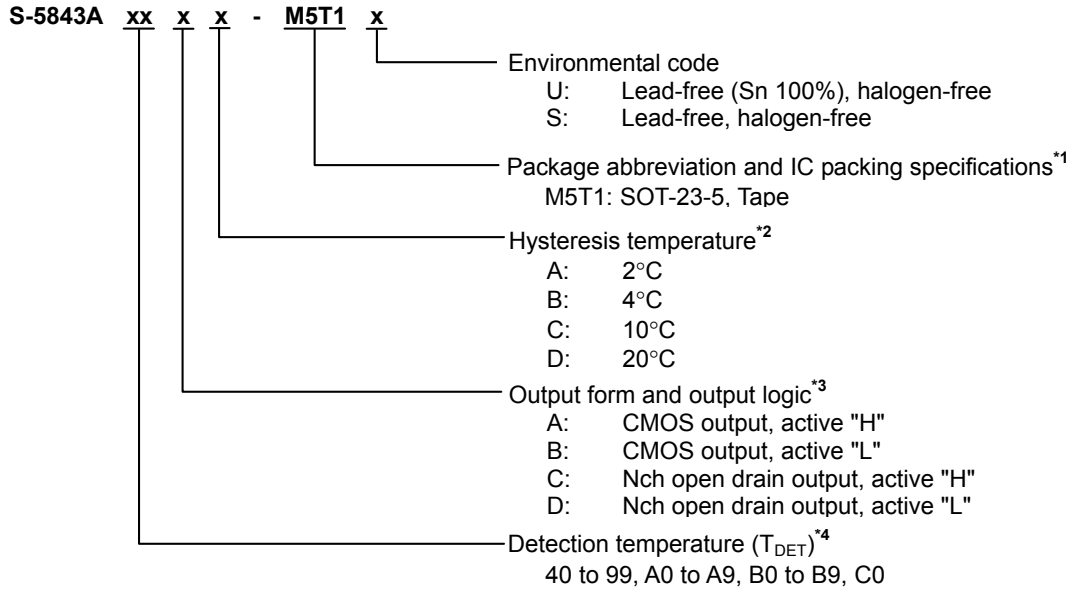 S-5843A xx x x - M5T1 x
Environmental code
U: Lead-free (Sn 100%), halogen-free
S: Lead-free, halogen-free
Package abbreviation and IC packing specifications*1
M5T1: SOT-23-5, Tape
Hysteresis temperature*2
A: 2°C
B: 4°C
C: 10°C
D: 20°C
Output form and output logic*3
A: CMOS output, active "H"
B: CMOS output, active "L"
C: Nch open drain output, active "H"
D: Nch open drain output, active "L"
Detection temperature (TDET)*4
40 to 99, A0 to A9, B0 to B9, C0